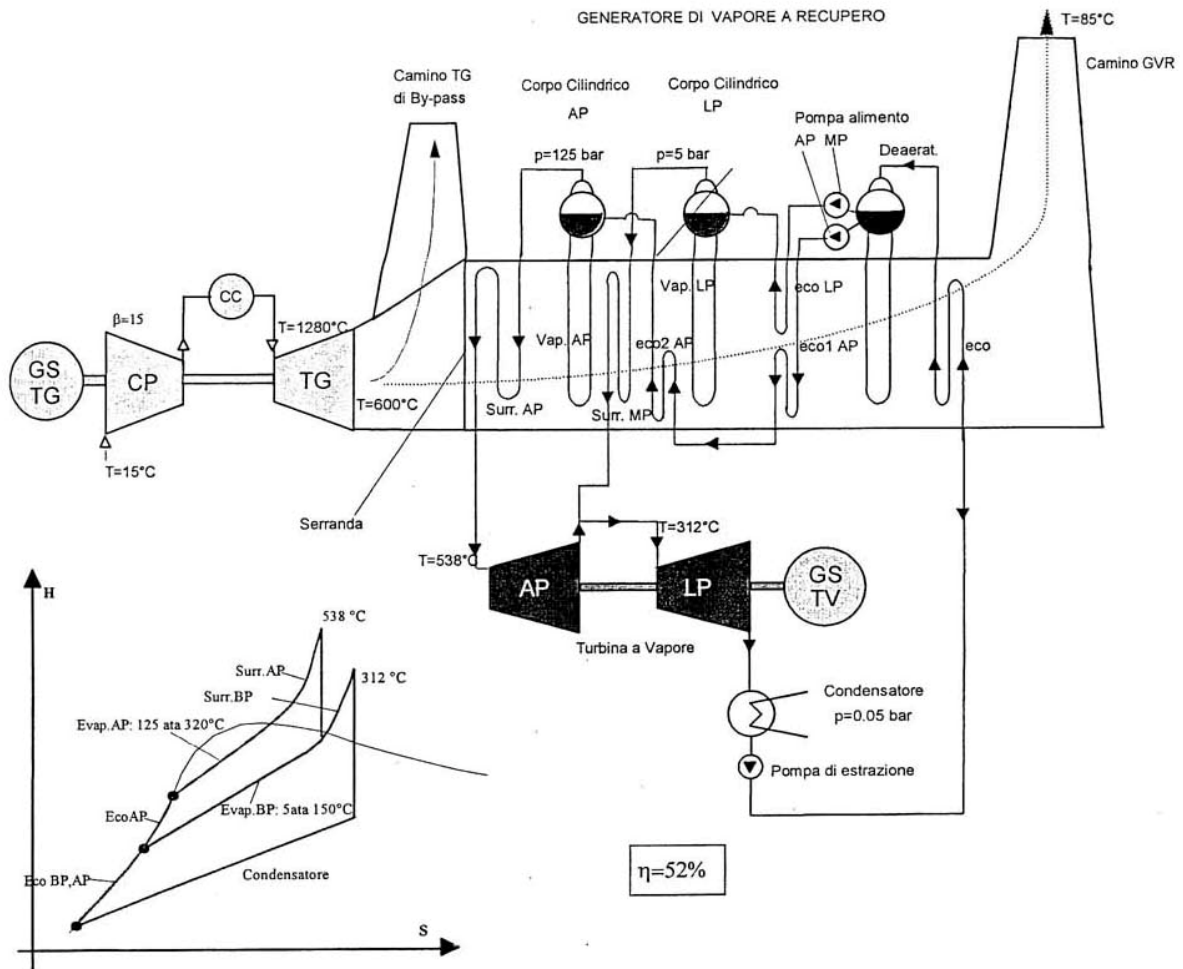 GENERATORE DI VAPORE A RECUPERO
T=85°C
Camino GVR
Camino TG
di By-pass
Corpo Cilindrico
AP
Corpo Cilindrico
LP
Pompa alimento
AP MP
Deaerat.
p=125 bar
p=5 bar
CC
β=15
T=1280°C
GS
TG
CP
TG
T=600°C
T=15°C
Vap. LP
eco LP
Vap. AP
eco2 AP
eco1 AP
eco
Surr. AP
Surr. MP
Serranda
T=538°C
T=312°C
AP
LP
GS
TV
Turbina a Vapore
Condensatore
p=0.05 bar
Pompa di estrazione
η=52%
H
538 °C
Surr.AP
312 °C
Surr.BP
Evap.AP: 125 ata 320°C
EcoAP
Evap.BP: 5ata 150°C
Eco BP,AP
Condensatore
S